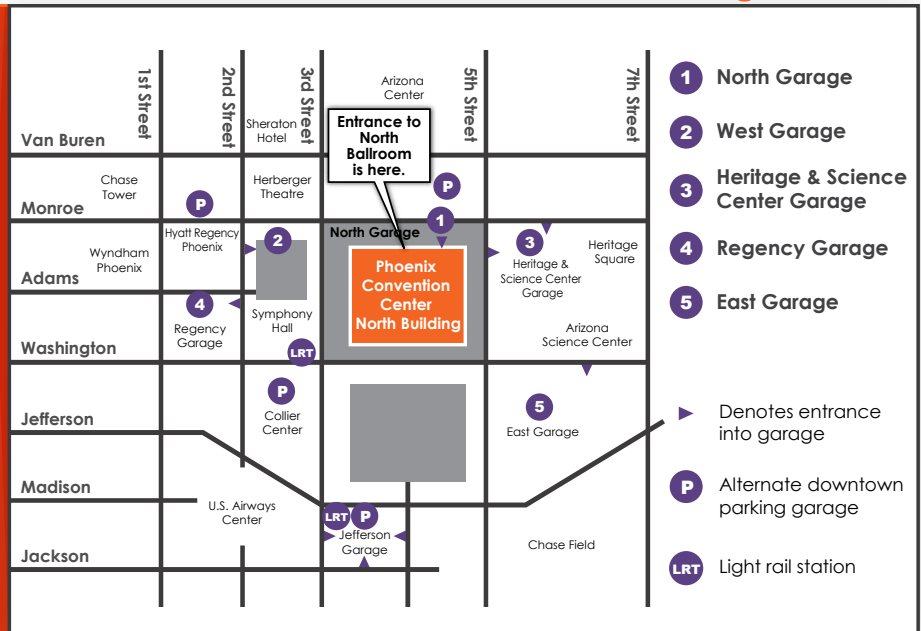 1st Street
2nd Street
3rd Street
5th Street
7th Street
Arizona
Center
Sheraton
Hotel
Van Buren
Entrance to
North
Ballroom
is here.
Chase
Tower
P
Herberger
Theatre
P
Monroe
Hyatt Regency
Phoenix
2
North Garage
1
3
Heritage &
Science Center
Garage
Heritage
Square
Wyndham
Phoenix
Adams
Phoenix
Convention
Center
North Building
4
Regency
Garage
Symphony
Hall
LRT
Arizona
Science Center
Washington
P
Collier
Center
5
East Garage
Jefferson
Madison
U.S. Airways
Center
LRT
P
Jefferson
Garage
Chase Field
Jackson
1 North Garage
2 West Garage
3 Heritage & Science
Center Garage
4 Regency Garage
5 East Garage
Denotes entrance
into garage
P Alternate downtown
parking garage
LRT Light rail station